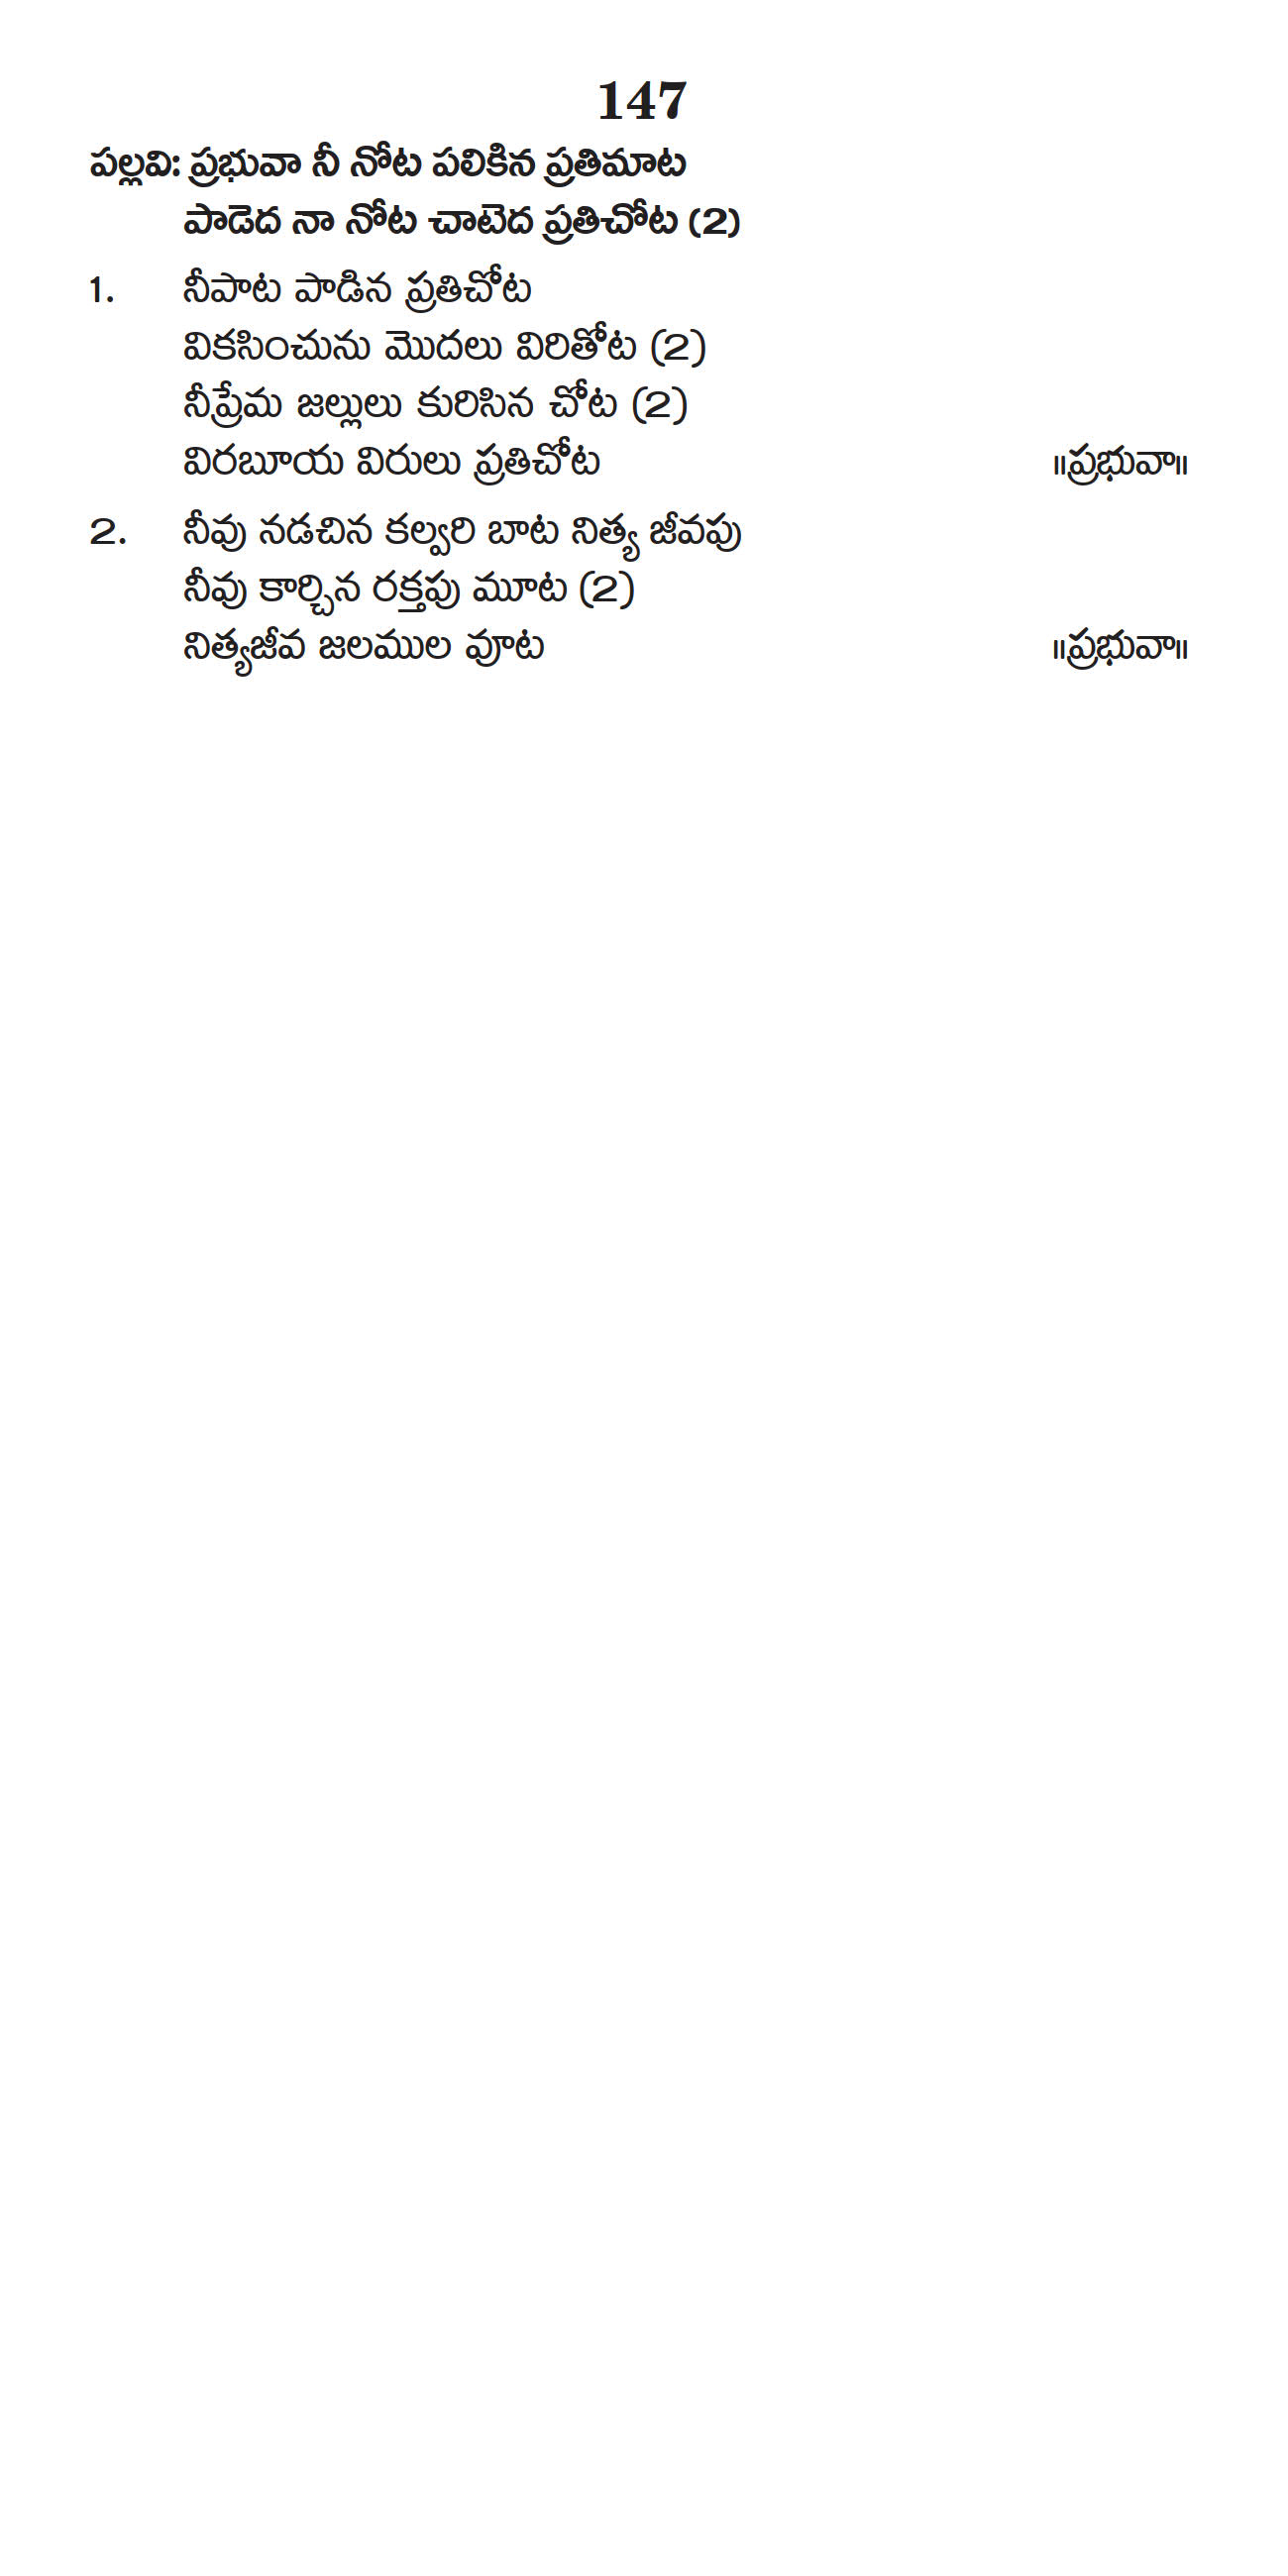 147
పల్లవి: ప్రభువా నీ నోట పలికిన ప్రతిమాట
పాడెద నా నోట చాటెద ప్రతిచోట (2)
1. నీపాట పాడిన ప్రతిచోట
వికసించును మొదలు విరితోట (2)
నీప్రేమ జల్లులు కురిసిన చోట (2)
విరబూయ విరులు ప్రతిచోట ॥ప్రభువా॥
2. నీవు నడచిన కల్వరి బాట నిత్య జీవపు
నీవు కార్చిన రక్తపు మూట (2)
నిత్యజీవ జలముల వూట ॥ప్రభువా॥